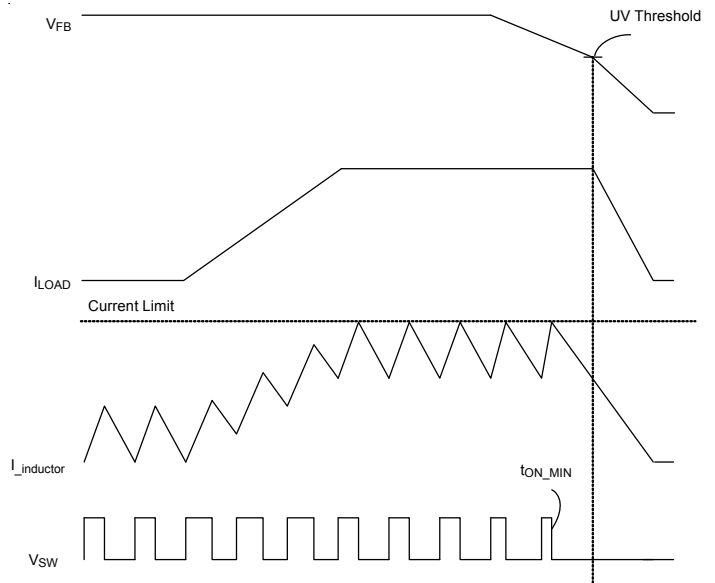 UV Threshold
VFB
ILOAD
Current Limit
I_inductor
tON_MIN
VSW